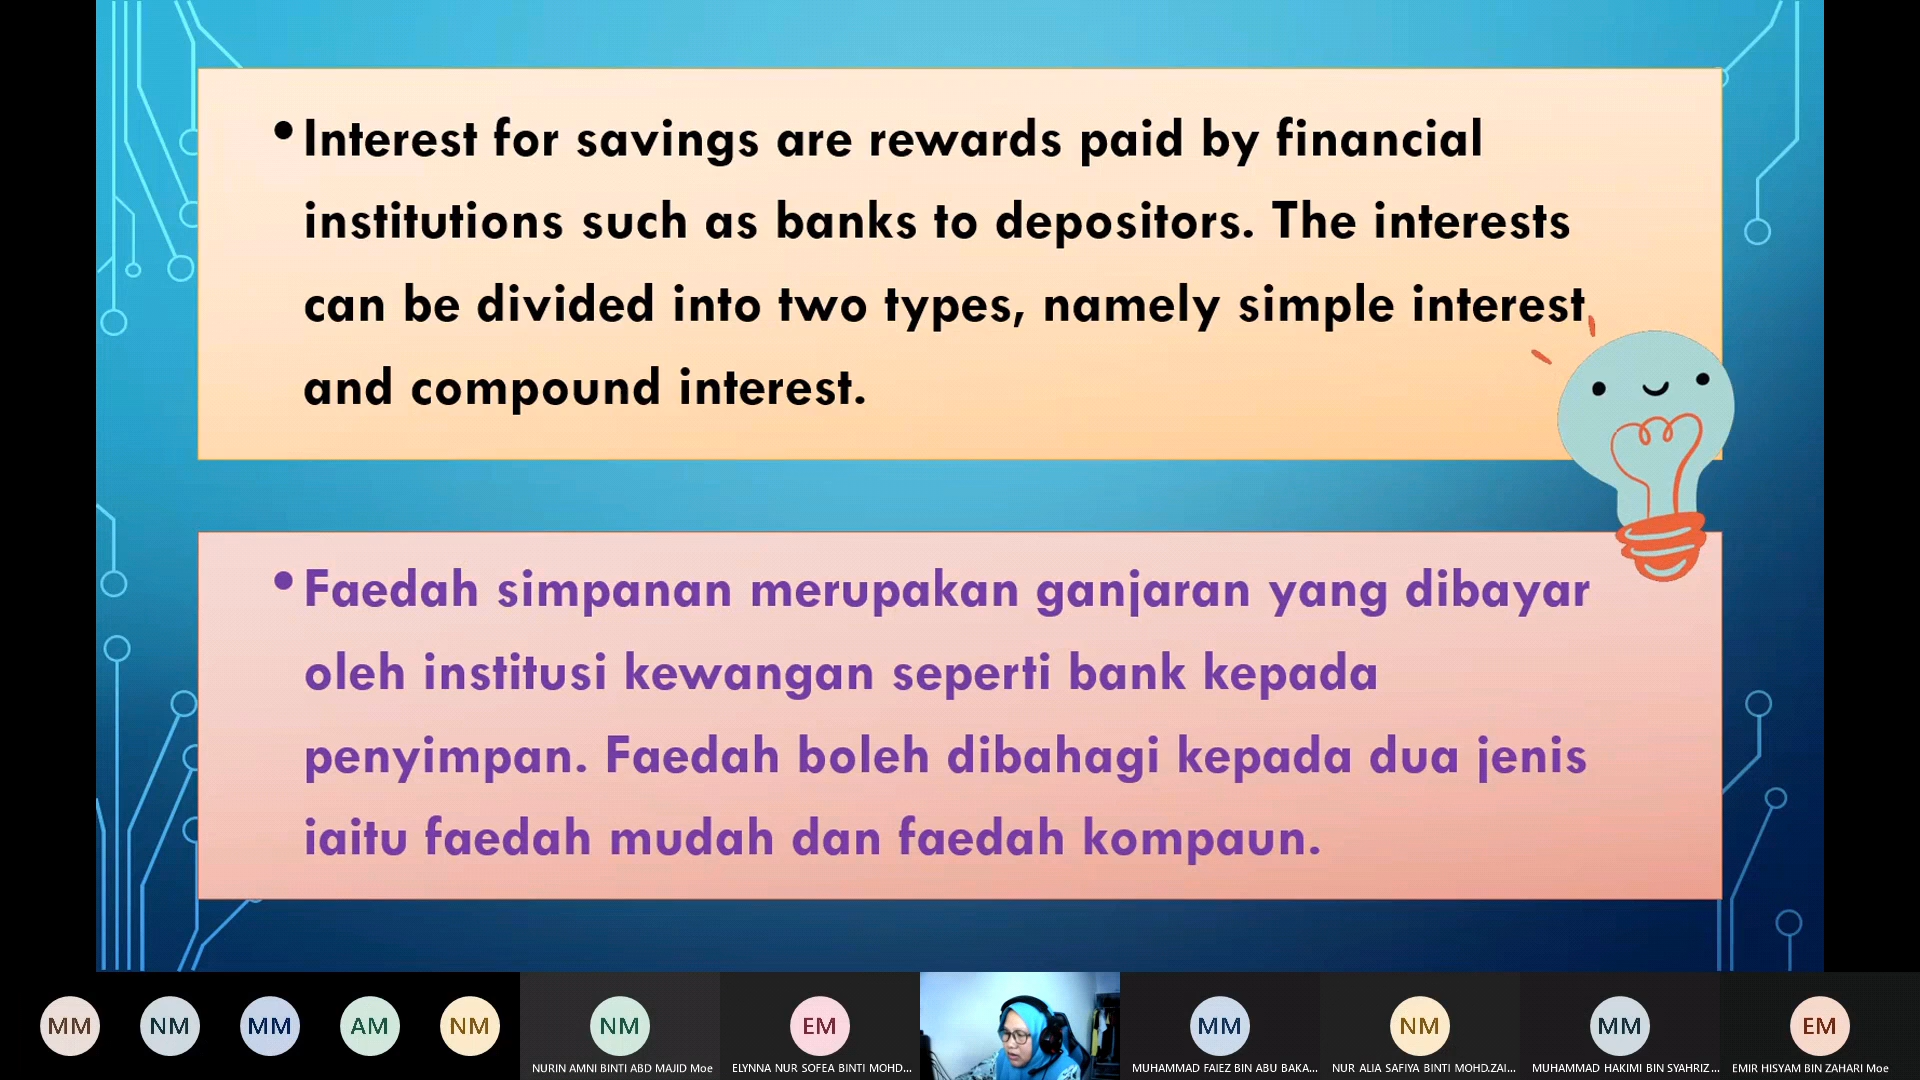 • Interest for savings are rewards paid by financial
institutions such as banks to depositors. The interests
can be divided into two types, namely simple interest
and compound interest.
• Faedah simpanan merupakan ganjaran yang dibayar
oleh institusi kewangan seperti bank kepada
penyimpan. Faedah boleh dibahagi kepada dua jenis
iaitu faedah mudah dan faedah kompaun.
MM
NM
MM
AM
NM
NM
NURIN AMNI BINTI ABD MAJID Moe
EM
ELYNNA NUR SOFEA BINTI MOHD...
MM
MUHAMMAD FAIEZ BIN ABU BAKA...
NM
NUR ALIA SAFIYA BINTI MOHD.ZAI...
MM
MUHAMMAD HAKIMI BIN SYAHRIZ...
EM
EMIR HISYAM BIN ZAHARI Moe